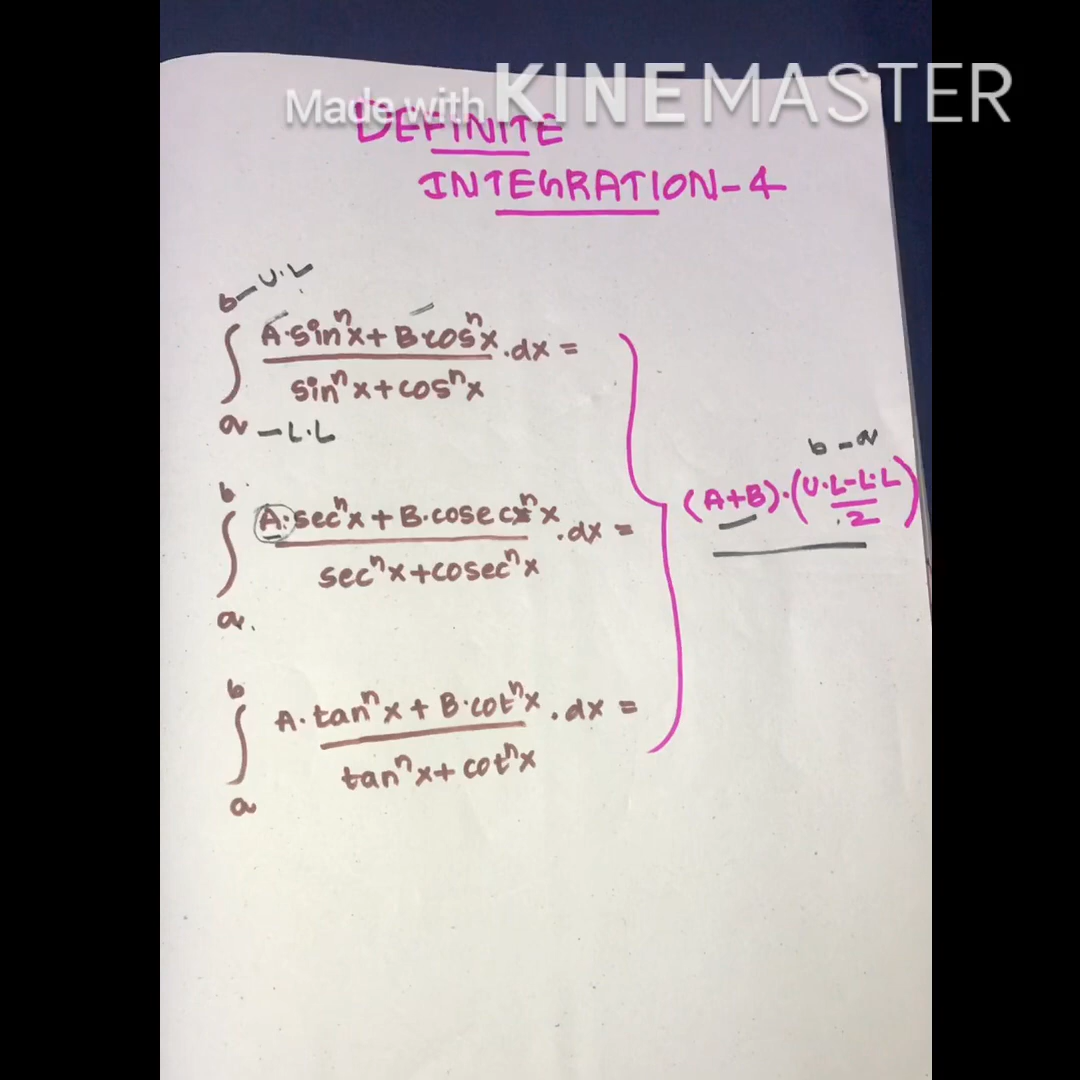 Made with KINEMASTER
DEFINITE
INTEGRATION-4
b-U.L
∫ A·sinⁿx+B·cosⁿx .dx =
sinⁿx+cosⁿx
a-L.L
b-a
(A+B)·(U·L-L·L/2)
b
∫ A·secⁿx+B·cosecⁿx .dx =
secⁿx+cosecⁿx
a.
b
∫ A·tanⁿx+B·cotⁿx .dx =
tanⁿx+cotⁿx
a